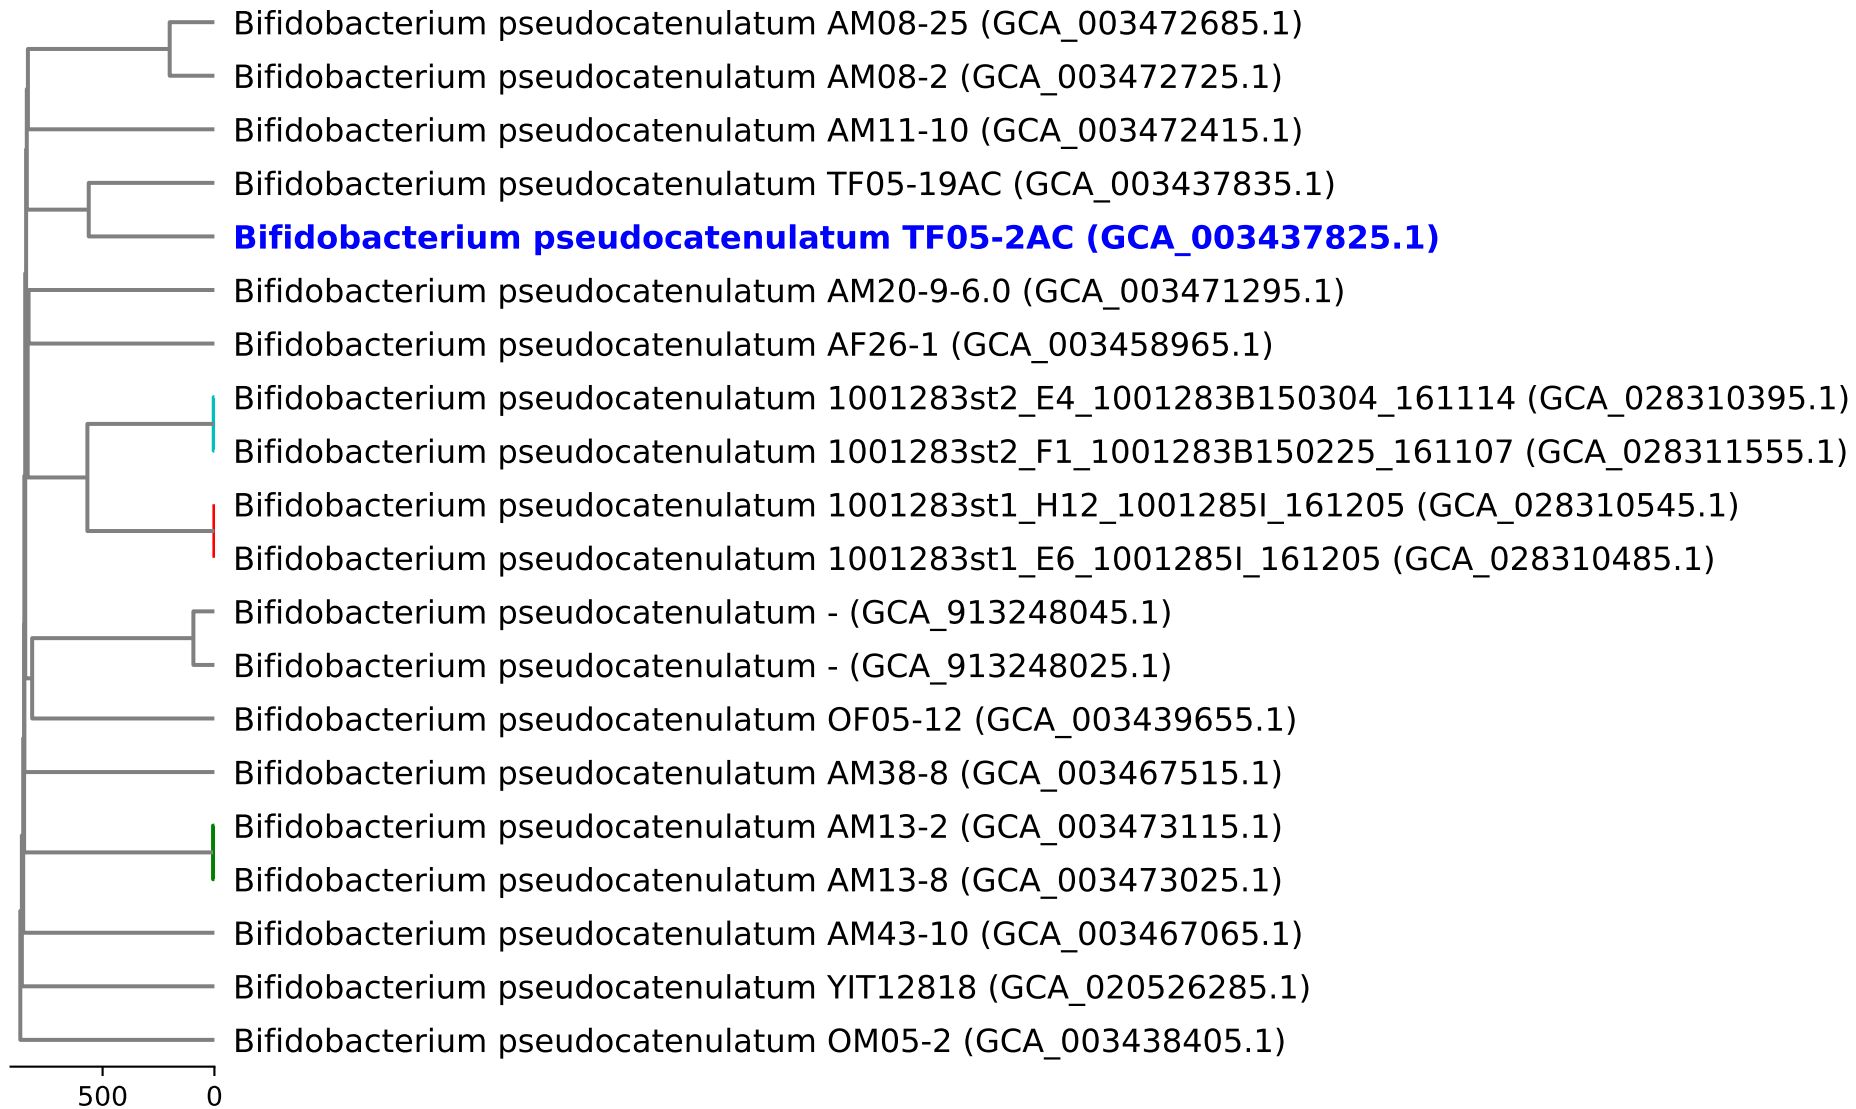 Bifidobacterium pseudocatenulatum AM08-25 (GCA_003472685.1)
Bifidobacterium pseudocatenulatum AM08-2 (GCA_003472725.1)
Bifidobacterium pseudocatenulatum AM11-10 (GCA_003472415.1)
Bifidobacterium pseudocatenulatum TF05-19AC (GCA_003437835.1)
Bifidobacterium pseudocatenulatum TF05-2AC (GCA_003437825.1)
Bifidobacterium pseudocatenulatum AM20-9-6.0 (GCA_003471295.1)
Bifidobacterium pseudocatenulatum AF26-1 (GCA_003458965.1)
Bifidobacterium pseudocatenulatum 1001283st2_E4_1001283B150304_161114 (GCA_028310395.1)
Bifidobacterium pseudocatenulatum 1001283st2_F1_1001283B150225_161107 (GCA_028311555.1)
Bifidobacterium pseudocatenulatum 1001283st1_H12_1001285I_161205 (GCA_028310545.1)
Bifidobacterium pseudocatenulatum 1001283st1_E6_1001285I_161205 (GCA_028310485.1)
Bifidobacterium pseudocatenulatum - (GCA_913248045.1)
Bifidobacterium pseudocatenulatum - (GCA_913248025.1)
Bifidobacterium pseudocatenulatum OF05-12 (GCA_003439655.1)
Bifidobacterium pseudocatenulatum AM38-8 (GCA_003467515.1)
Bifidobacterium pseudocatenulatum AM13-2 (GCA_003473115.1)
Bifidobacterium pseudocatenulatum AM13-8 (GCA_003473025.1)
Bifidobacterium pseudocatenulatum AM43-10 (GCA_003467065.1)
Bifidobacterium pseudocatenulatum YIT12818 (GCA_020526285.1)
Bifidobacterium pseudocatenulatum OM05-2 (GCA_003438405.1)
500 0